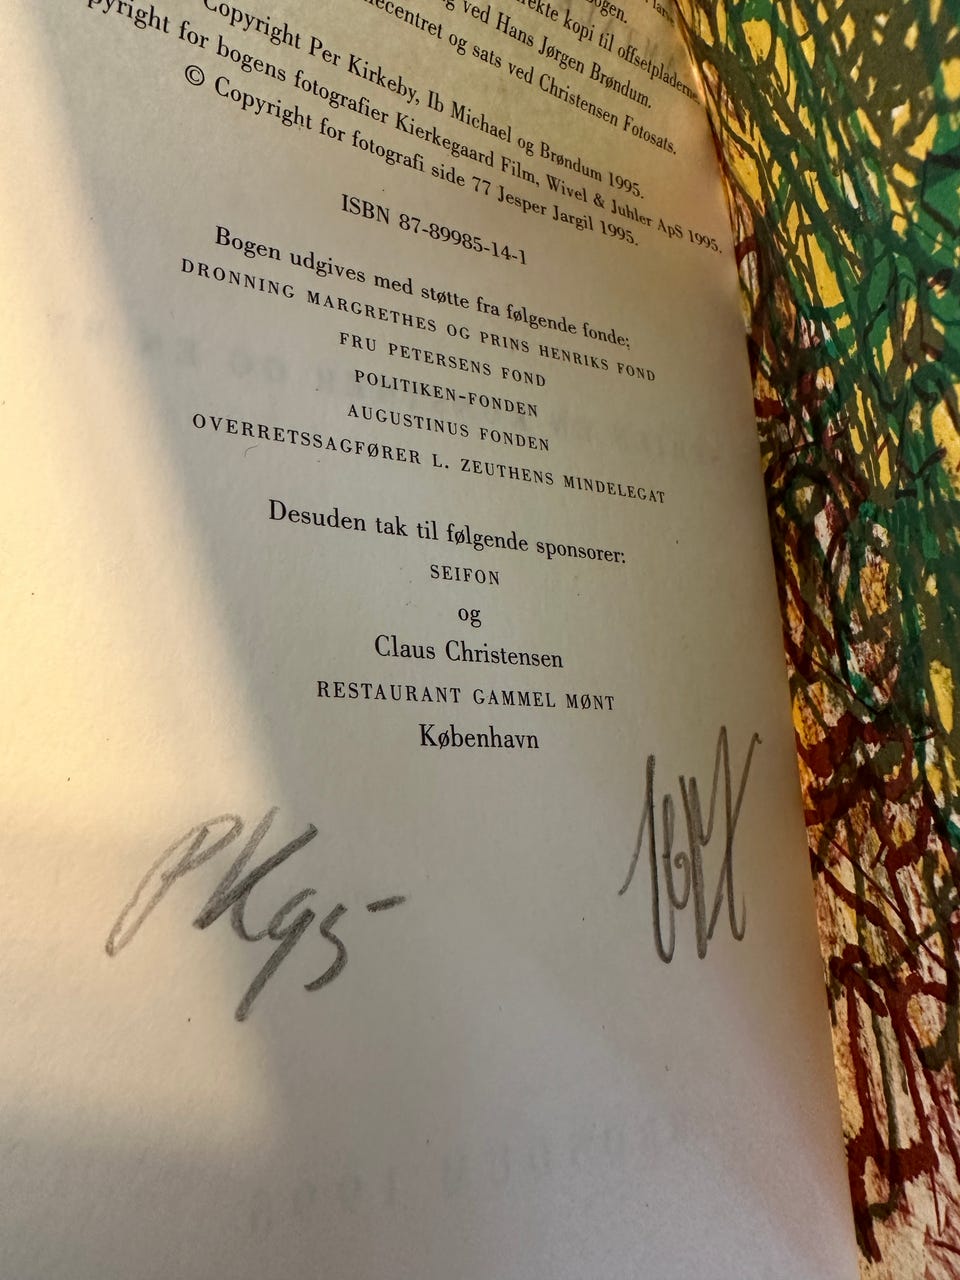 ogen.
fekte kopi til offsetpladerne
g ved Hans Jørgen Brøndum.
ecentret og sats ved Christensen Fotosats.
Copyright Per Kirkeby, Ib Michael og Brøndum 1995.
pyright for bogens fotografier Kierkegaard Film, Wivel & Juhler ApS 1995.
© Copyright for fotografi side 77 Jesper Jargil 1995.
ISBN 87-89985-14-1
Bogen udgives med støtte fra følgende fonde:
DRONNING MARGRETHES OG PRINS HENRIKS FOND
FRU PETERSENS FOND
POLITIKEN-FONDEN
AUGUSTINUS FONDEN
OVERRETSSAGFØRER L. ZEUTHENS MINDELEGAT
Desuden tak til følgende sponsorer:
SEIFON
og
Claus Christensen
RESTAURANT GAMMEL MØNT
København
PK95-